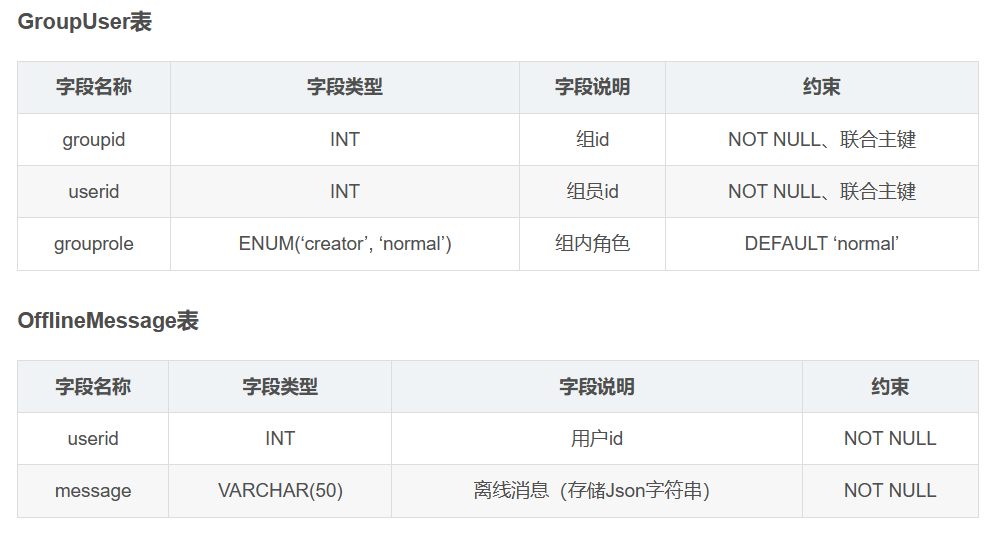 GroupUser表
字段名称 字段类型 字段说明 约束
groupid INT 组id NOT NULL、联合主键
userid INT 组员id NOT NULL、联合主键
grouprole ENUM(‘creator’, ‘normal’) 组内角色 DEFAULT ‘normal’
OfflineMessage表
字段名称 字段类型 字段说明 约束
userid INT 用户id NOT NULL
message VARCHAR(50) 离线消息（存储Json字符串） NOT NULL